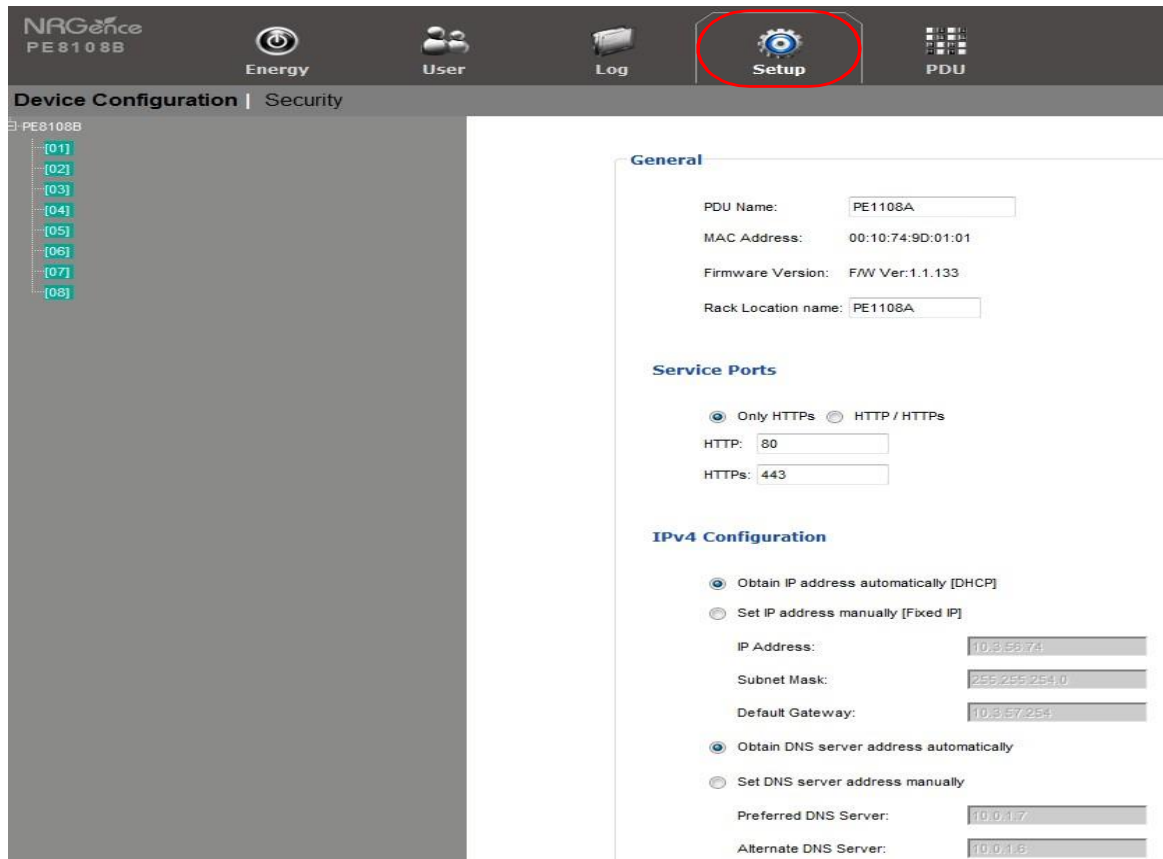 NRGence
PE8108B
Energy
User
Log
Setup
PDU
Device Configuration | Security
PE8108B
[01]
[02]
[03]
[04]
[05]
[06]
[07]
[08]
General
PDU Name: PE1108A
MAC Address: 00:10:74:9D:01:01
Firmware Version: F/W Ver:1.1.133
Rack Location name: PE1108A
Service Ports
Only HTTPs HTTP / HTTPs
HTTP: 80
HTTPs: 443
IPv4 Configuration
Obtain IP address automatically [DHCP]
Set IP address manually [Fixed IP]
IP Address: 10.3.56.74
Subnet Mask: 255.255.254.0
Default Gateway: 10.3.57.254
Obtain DNS server address automatically
Set DNS server address manually
Preferred DNS Server: 10.0.1.7
Alternate DNS Server: 10.0.1.6